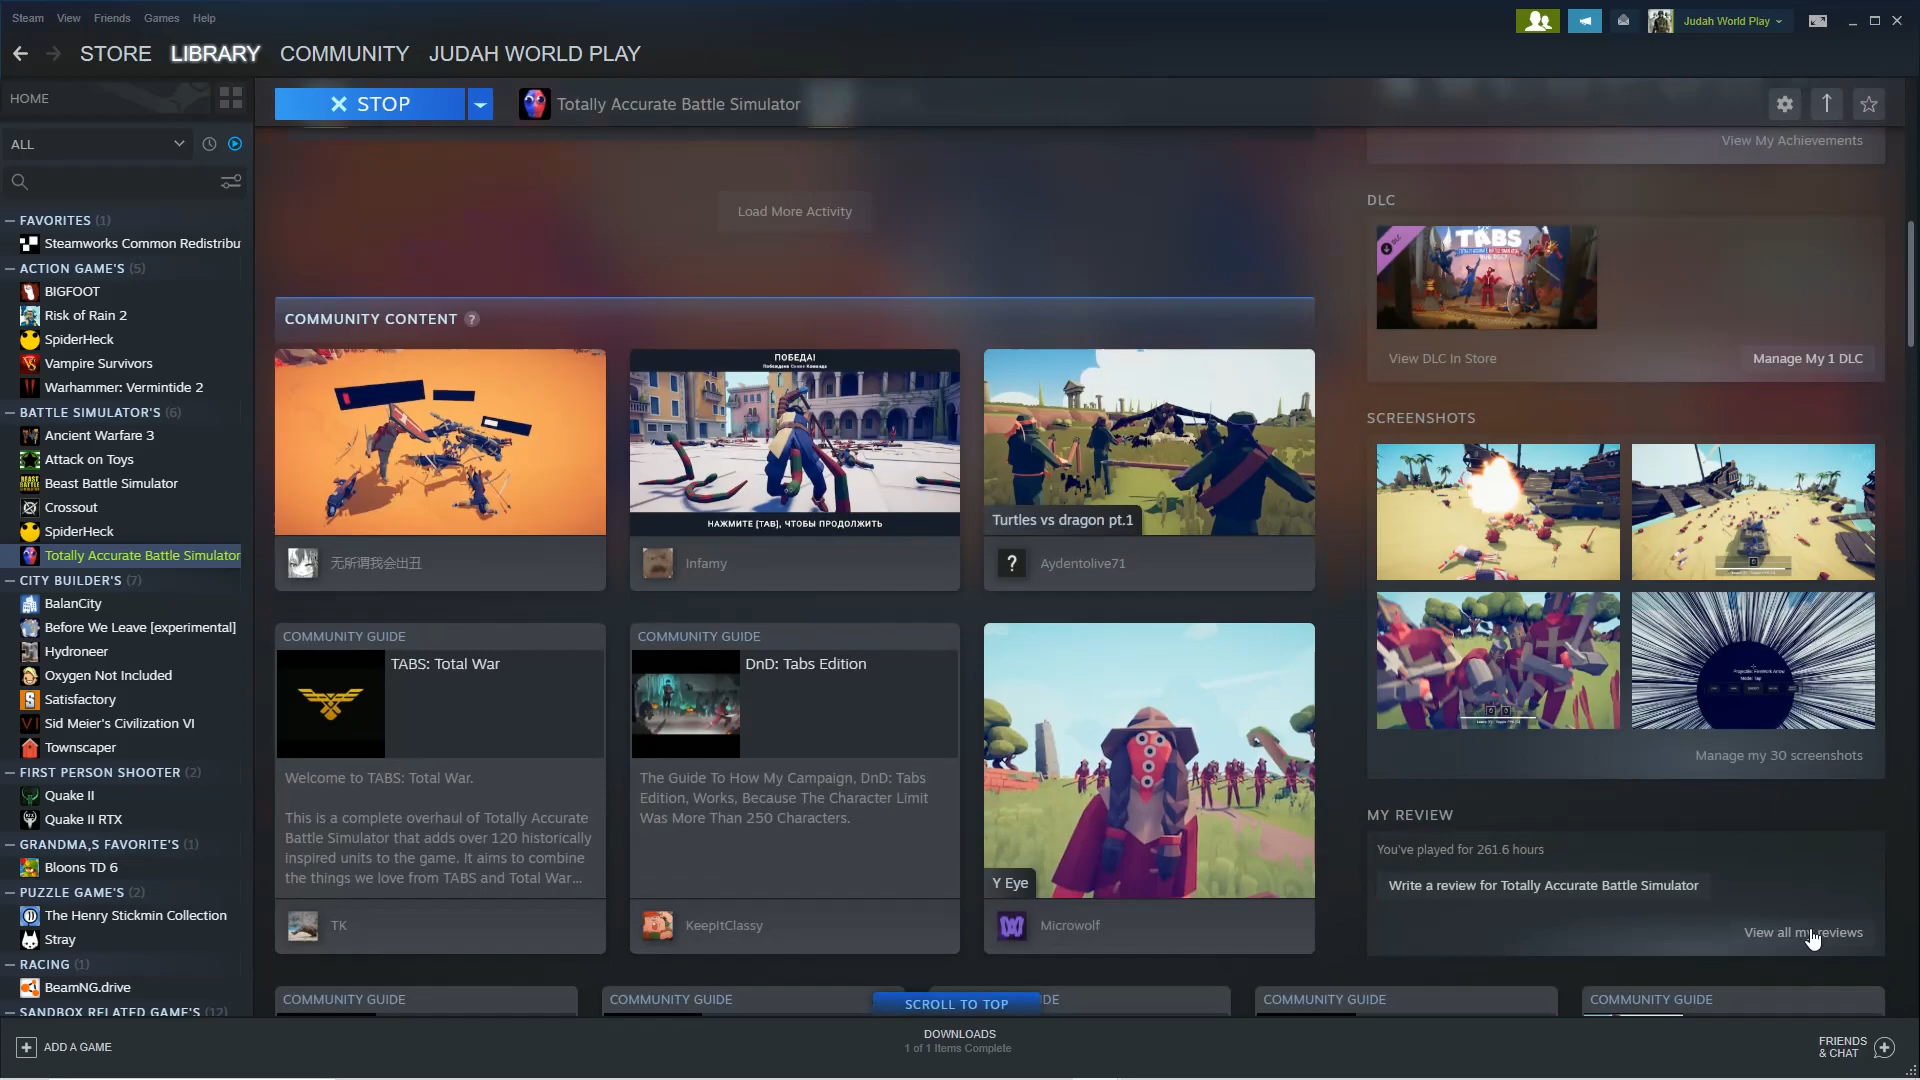 Steam View Friends Games Help
Judah World Play
STORE LIBRARY COMMUNITY JUDAH WORLD PLAY
HOME
STOP
Totally Accurate Battle Simulator
ALL
FAVORITES (1)
Steamworks Common Redistribu
ACTION GAME'S (5)
BIGFOOT
Risk of Rain 2
SpiderHeck
Vampire Survivors
Warhammer: Vermintide 2
BATTLE SIMULATOR'S (6)
Ancient Warfare 3
Attack on Toys
Beast Battle Simulator
Crossout
SpiderHeck
Totally Accurate Battle Simulator
CITY BUILDER'S (7)
BalanCity
Before We Leave [experimental]
Hydroneer
Oxygen Not Included
Satisfactory
Sid Meier's Civilization VI
Townscaper
FIRST PERSON SHOOTER (2)
Quake II
Quake II RTX
GRANDMA,S FAVORITE'S (1)
Bloons TD 6
PUZZLE GAME'S (2)
The Henry Stickmin Collection
Stray
RACING (1)
BeamNG.drive
SANDBOX RELATED GAME'S (12)
ADD A GAME
Load More Activity
COMMUNITY CONTENT ?
ПОБЕДА!
НАЖМИТЕ [TAB], ЧТОБЫ ПРОДОЛЖИТЬ
Turtles vs dragon pt.1
无所谓我会出丑
Infamy
Aydentolive71
COMMUNITY GUIDE
TABS: Total War
Welcome to TABS: Total War.
This is a complete overhaul of Totally Accurate
Battle Simulator that adds over 120 historically
inspired units to the game. It aims to combine
the things we love from TABS and Total War...
TK
COMMUNITY GUIDE
DnD: Tabs Edition
The Guide To How My Campaign, DnD: Tabs
Edition, Works, Because The Character Limit
Was More Than 250 Characters.
KeepItClassy
Y Eye
Microwolf
COMMUNITY GUIDE
COMMUNITY GUIDE
DE
COMMUNITY GUIDE
COMMUNITY GUIDE
SCROLL TO TOP
View My Achievements
DLC
TABS
View DLC In Store
Manage My 1 DLC
SCREENSHOTS
Manage my 30 screenshots
MY REVIEW
You've played for 261.6 hours
Write a review for Totally Accurate Battle Simulator
View all my reviews
DOWNLOADS
1 of 1 Items Complete
FRIENDS
& CHAT